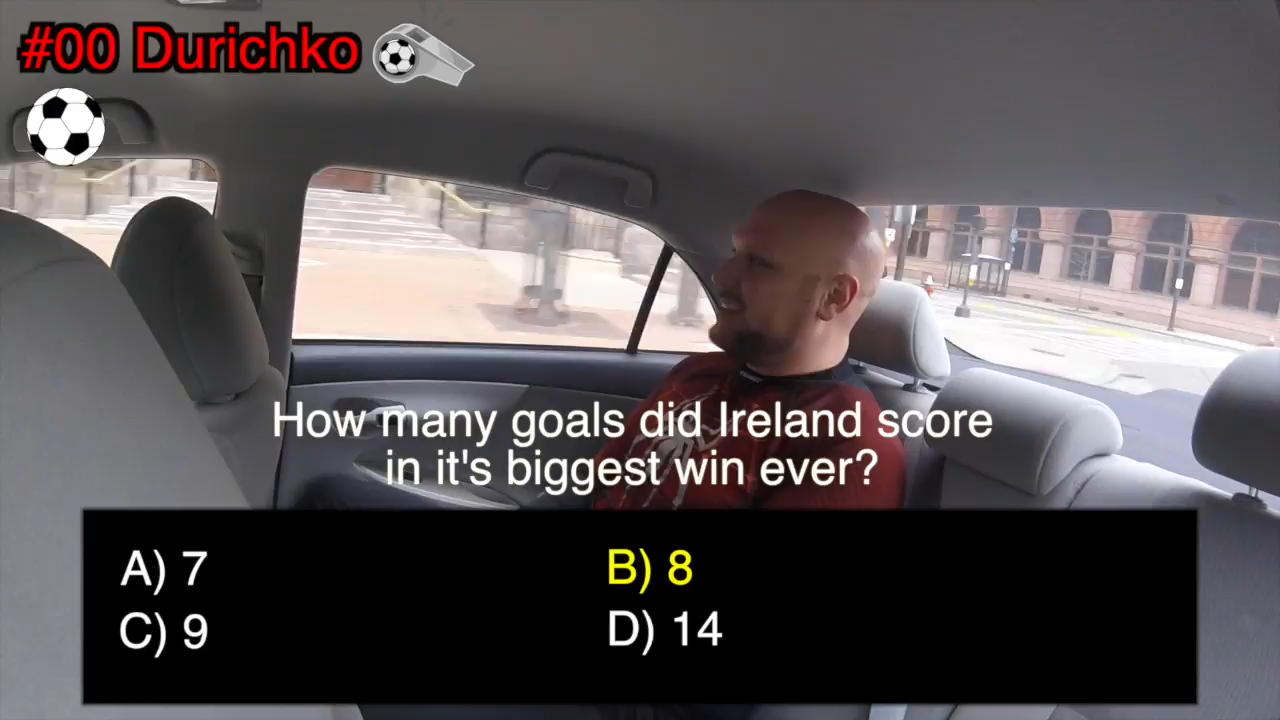 #00 Durichko
How many goals did Ireland score
in it's biggest win ever?
A) 7
B) 8
C) 9
D) 14